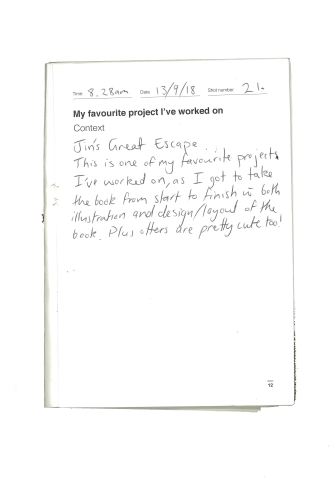 Time 8.28am Date 13/9/18 Shot number 21.
My favourite project I've worked on
Context
Jin's Great Escape.
This is one of my favourite projects
I've worked on, as I got to take
the book from start to finish in both
illustration and design/layout of the
book. Plus otters are pretty cute too!
12